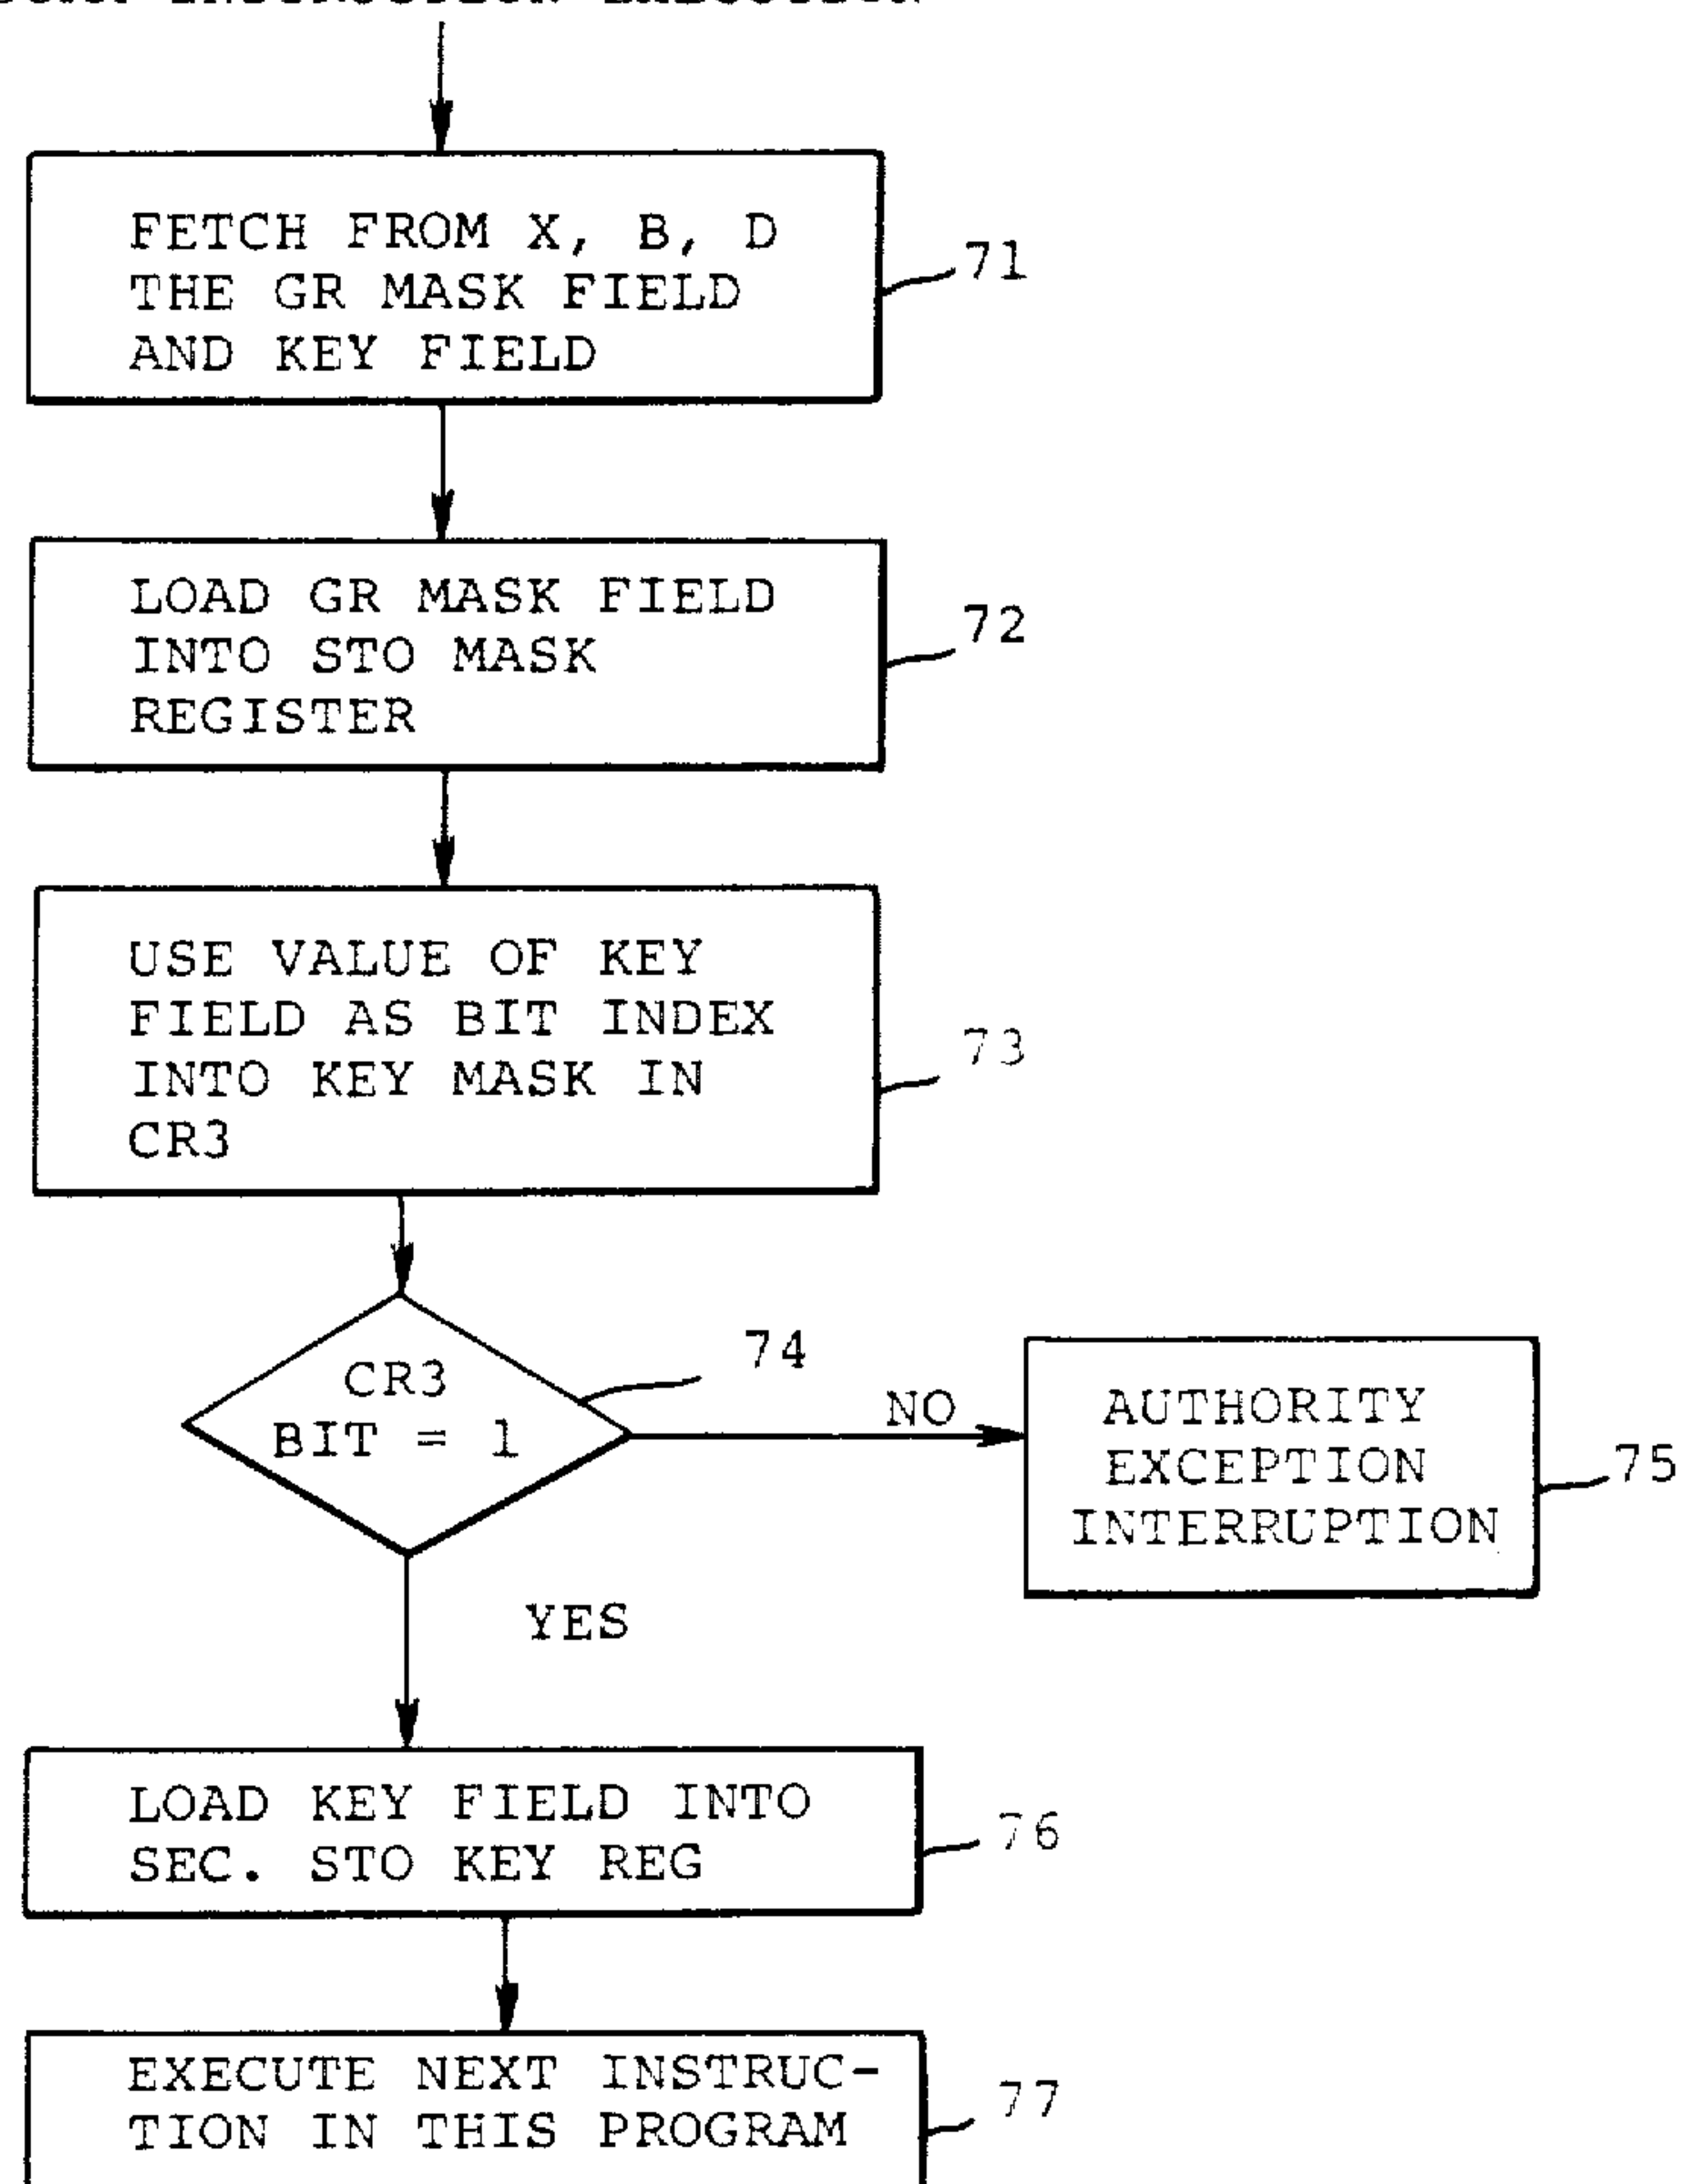 INSTRUCTION EXECUTION
FETCH FROM X, B, D
THE GR MASK FIELD
AND KEY FIELD
71
LOAD GR MASK FIELD
INTO STO MASK
REGISTER
72
USE VALUE OF KEY
FIELD AS BIT INDEX
INTO KEY MASK IN
CR3
73
CR3
BIT = 1
74
NO
AUTHORITY
EXCEPTION
INTERRUPTION
75
YES
LOAD KEY FIELD INTO
SEC. STO KEY REG
76
EXECUTE NEXT INSTRUC-
TION IN THIS PROGRAM
77